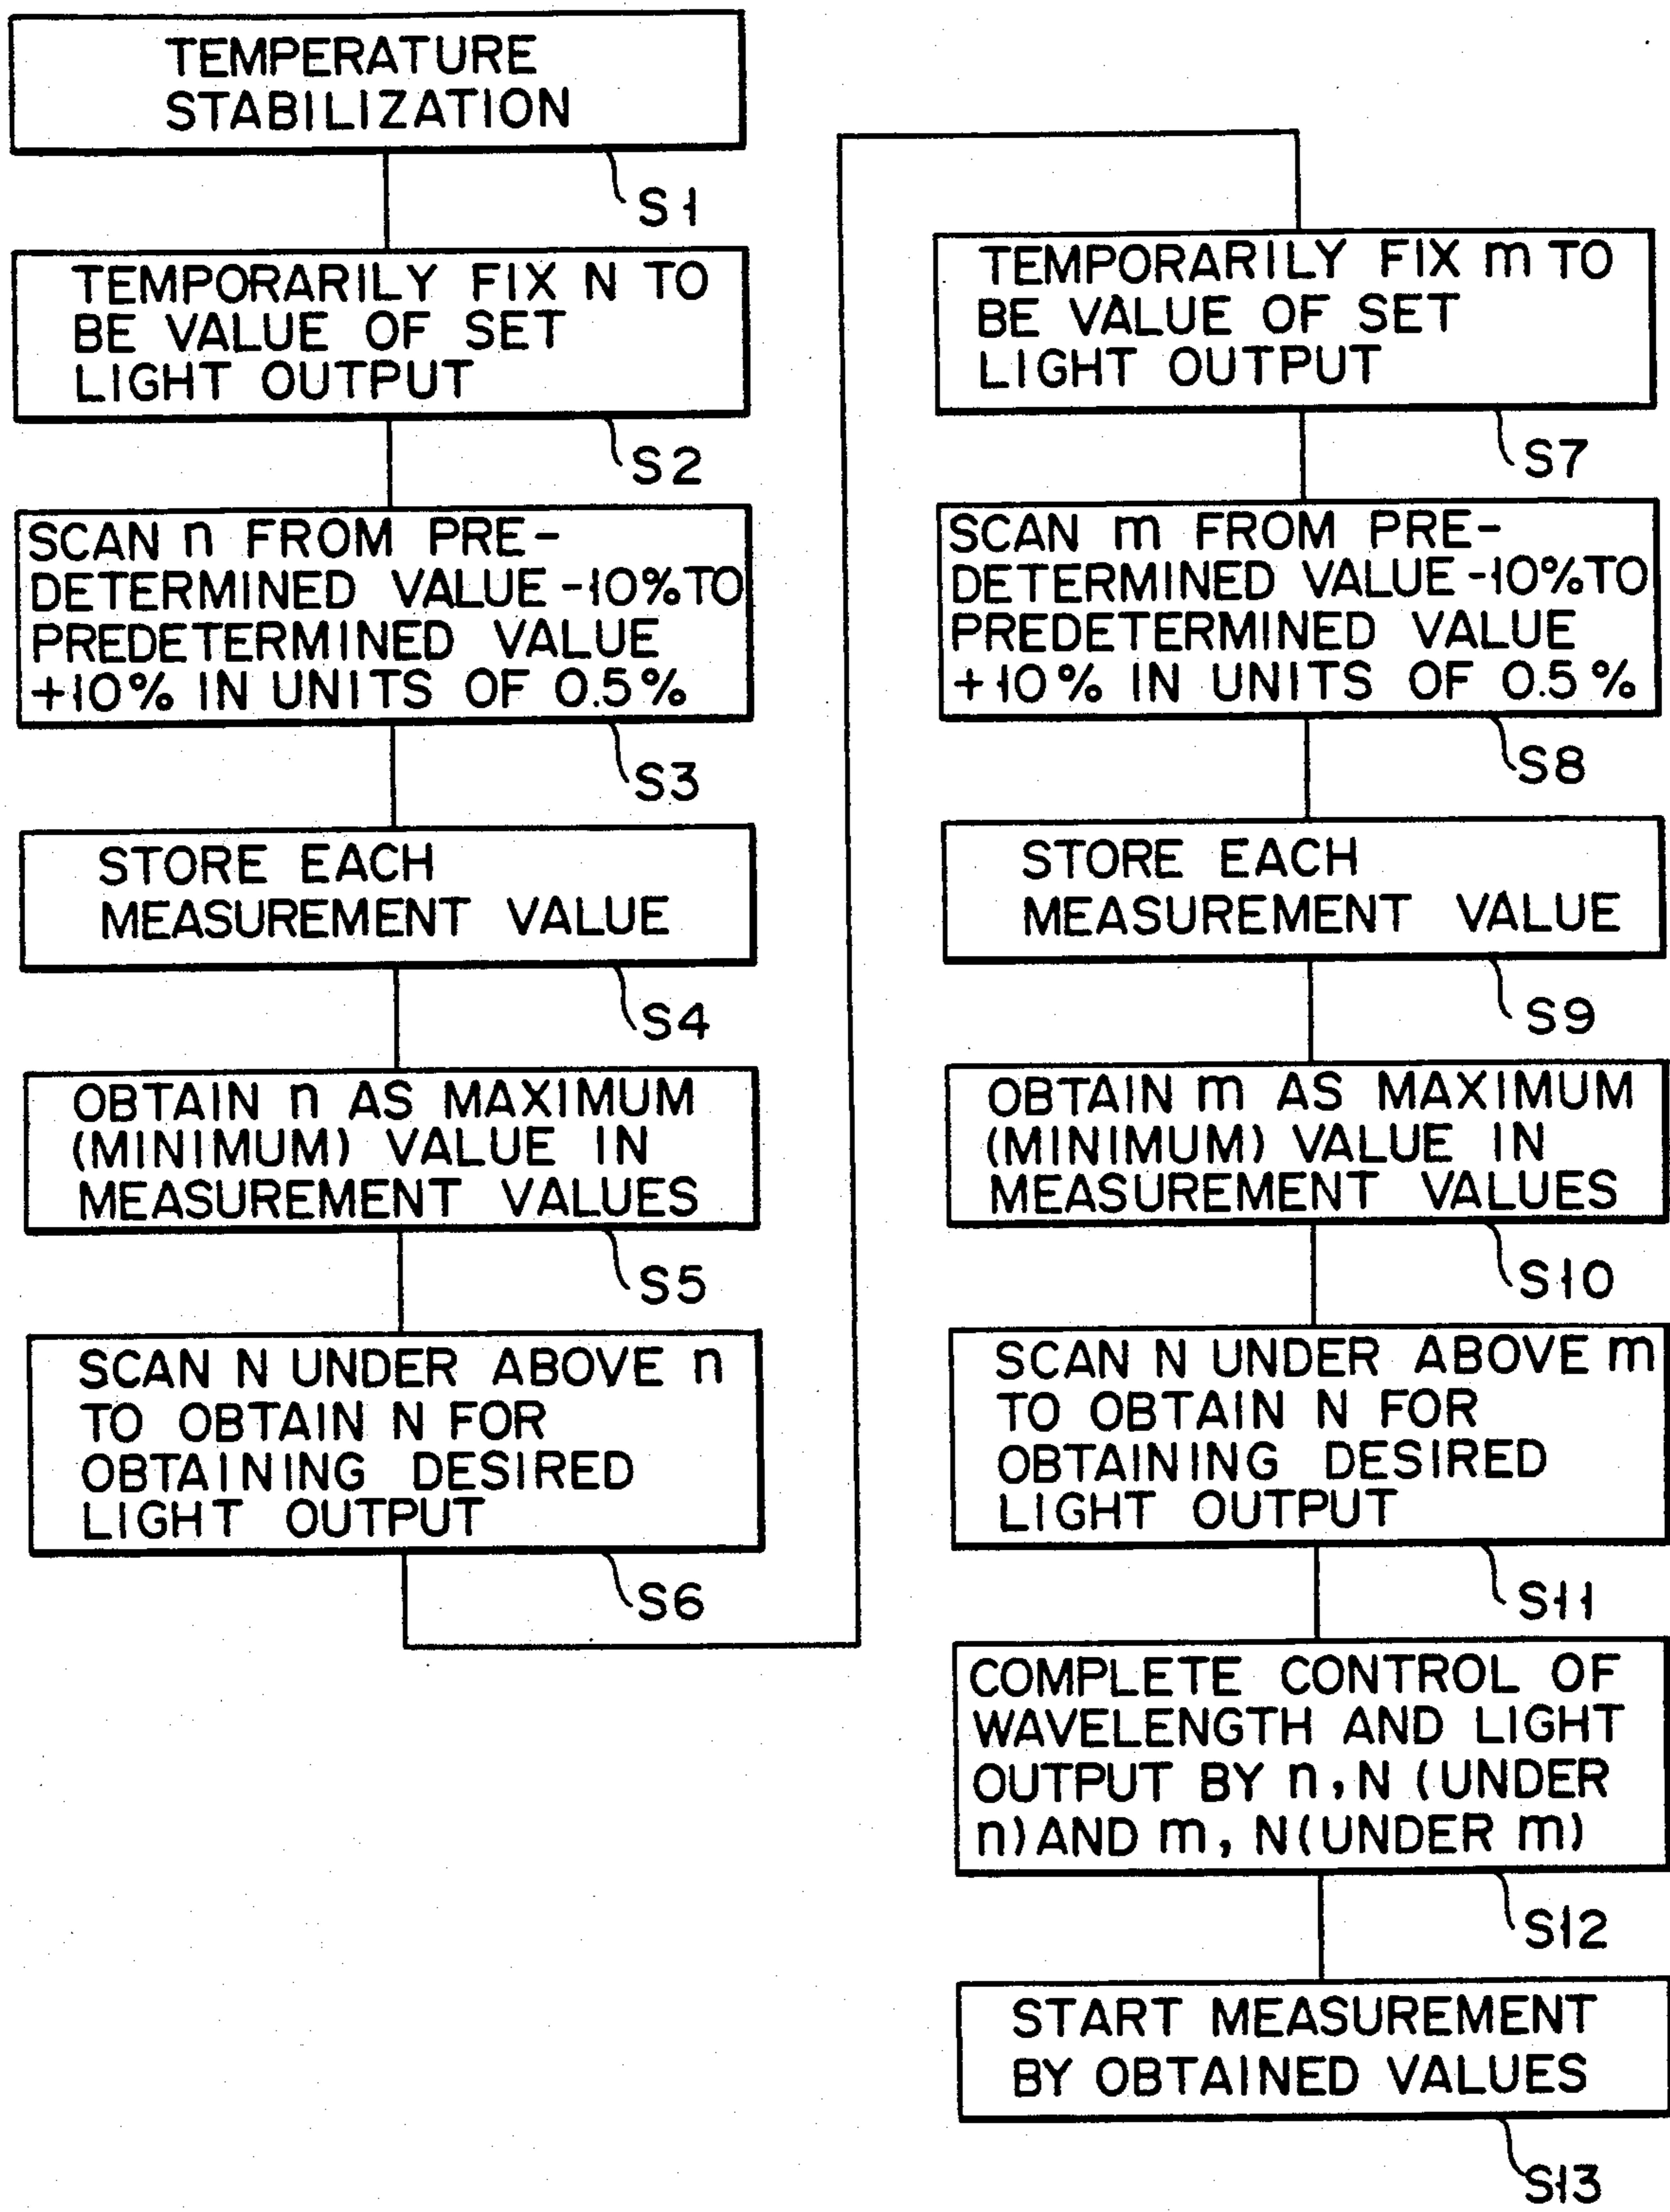 TEMPERATURE
STABILIZATION
S1
TEMPORARILY FIX N TO
BE VALUE OF SET
LIGHT OUTPUT
S2
SCAN n FROM PRE-
DETERMINED VALUE -10% TO
PREDETERMINED VALUE
+10% IN UNITS OF 0.5%
S3
STORE EACH
MEASUREMENT VALUE
S4
OBTAIN n AS MAXIMUM
(MINIMUM) VALUE IN
MEASUREMENT VALUES
S5
SCAN N UNDER ABOVE n
TO OBTAIN N FOR
OBTAINING DESIRED
LIGHT OUTPUT
S6
TEMPORARILY FIX m TO
BE VALUE OF SET
LIGHT OUTPUT
S7
SCAN m FROM PRE-
DETERMINED VALUE -10% TO
PREDETERMINED VALUE
+10% IN UNITS OF 0.5%
S8
STORE EACH
MEASUREMENT VALUE
S9
OBTAIN m AS MAXIMUM
(MINIMUM) VALUE IN
MEASUREMENT VALUES
S10
SCAN N UNDER ABOVE m
TO OBTAIN N FOR
OBTAINING DESIRED
LIGHT OUTPUT
S11
COMPLETE CONTROL OF
WAVELENGTH AND LIGHT
OUTPUT BY n, N (UNDER
n) AND m, N (UNDER m)
S12
START MEASUREMENT
BY OBTAINED VALUES
S13